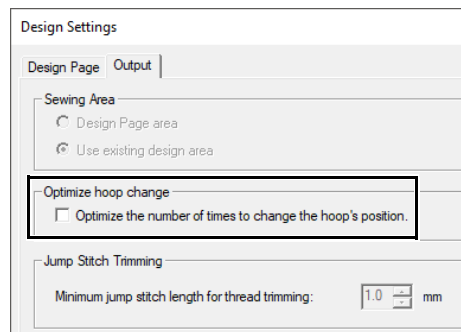 Design Settings
Design Page Output
Sewing Area
Design Page area
Use existing design area
Optimize hoop change
Optimize the number of times to change the hoop's position.
Jump Stitch Trimming
Minimum jump stitch length for thread trimming: 1.0 mm